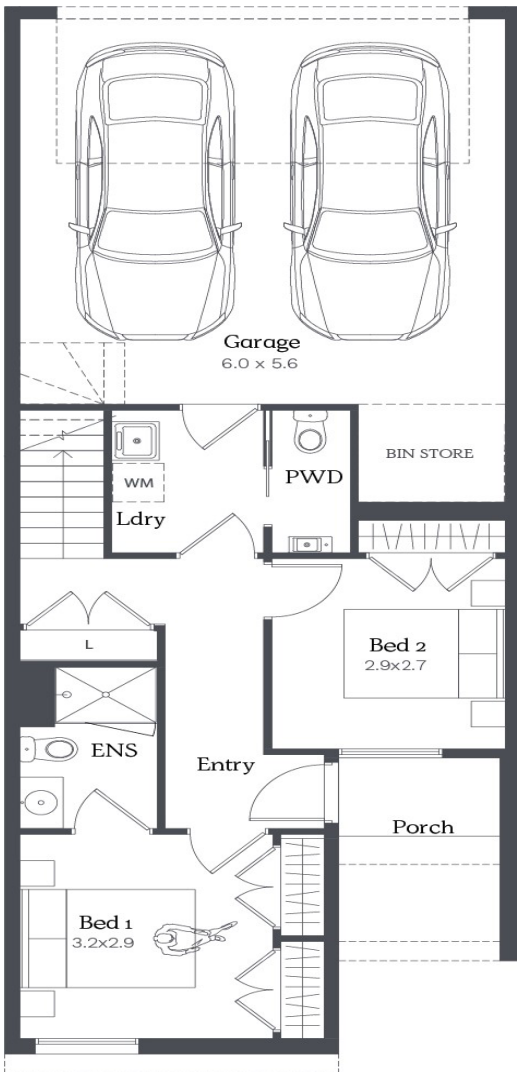 Garage
6.0 x 5.6
BIN STORE
PWD
WM
Ldry
L
Bed 2
2.9x2.7
ENS
Entry
Porch
Bed 1
3.2x2.9